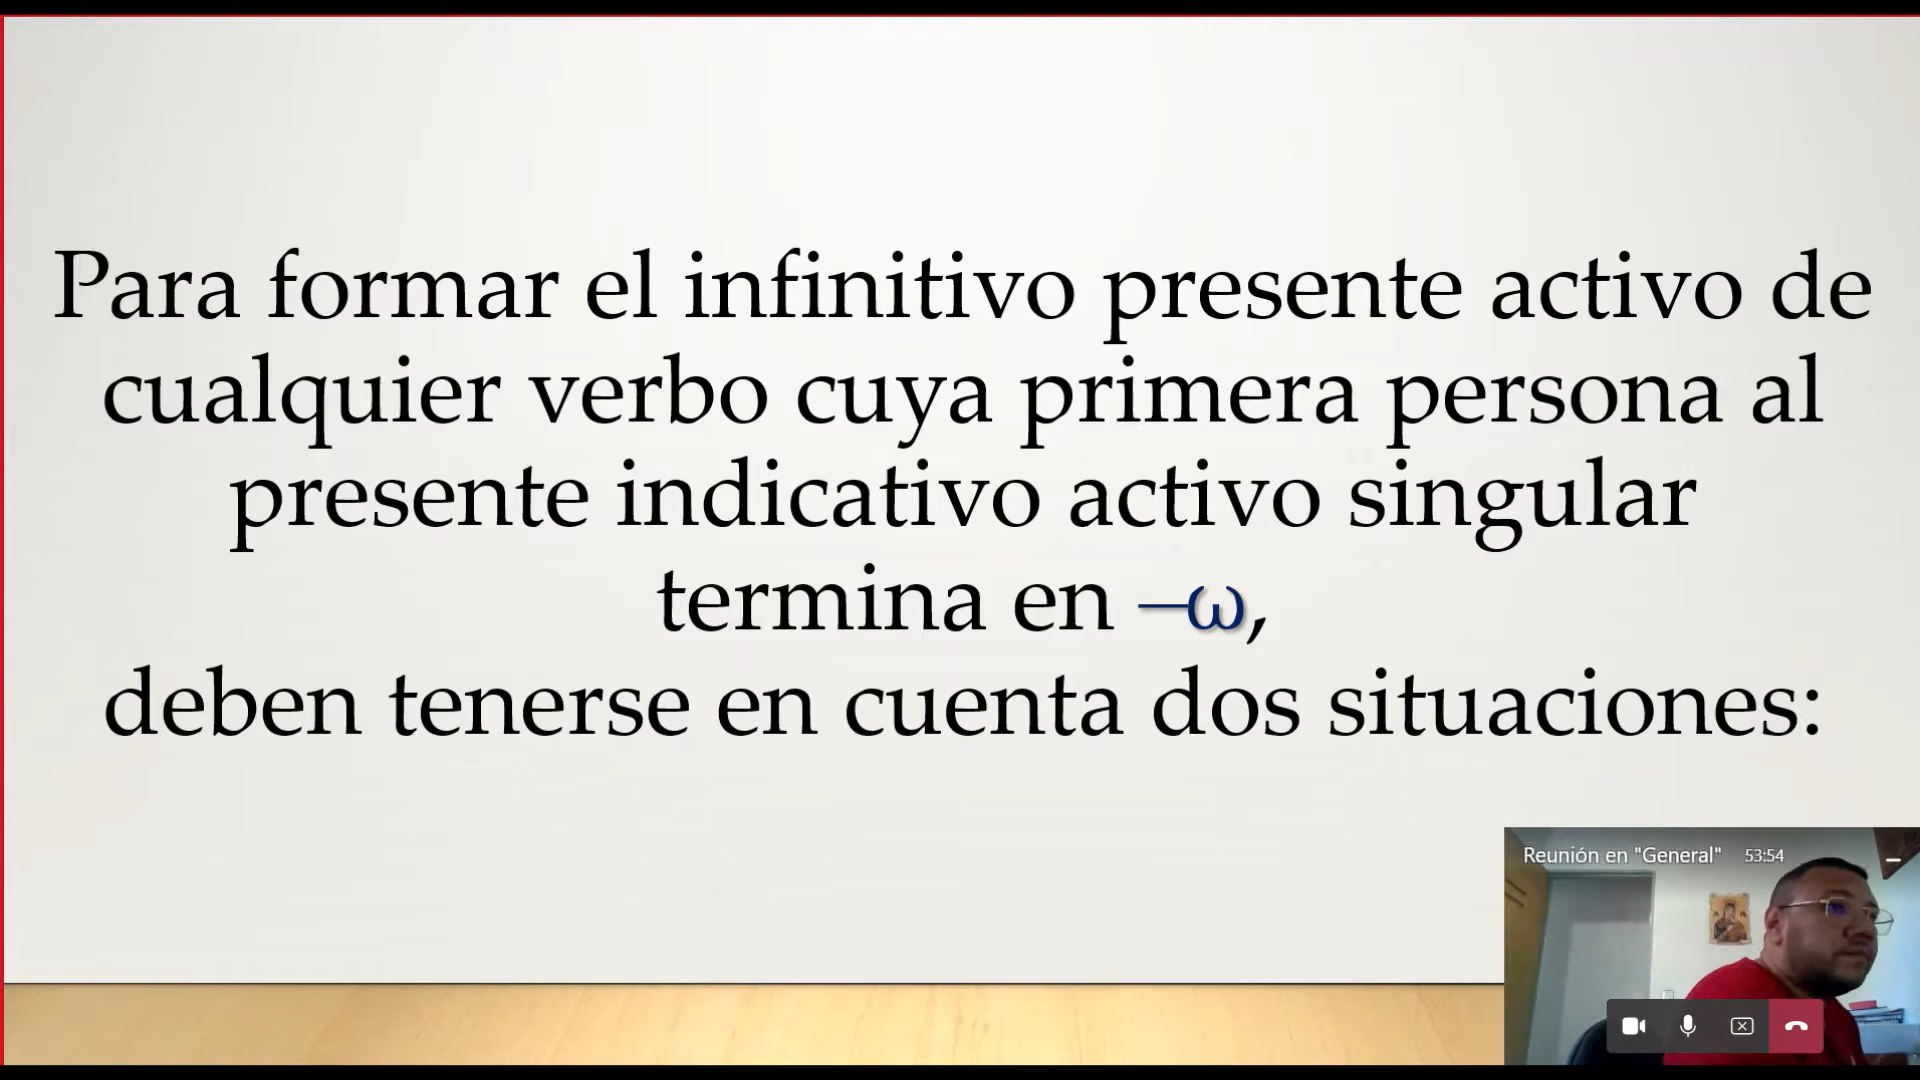 Para formar el infinitivo presente activo de
cualquier verbo cuya primera persona al
presente indicativo activo singular
termina en –ω,
deben tenerse en cuenta dos situaciones:
Reunión en "General" 53:54